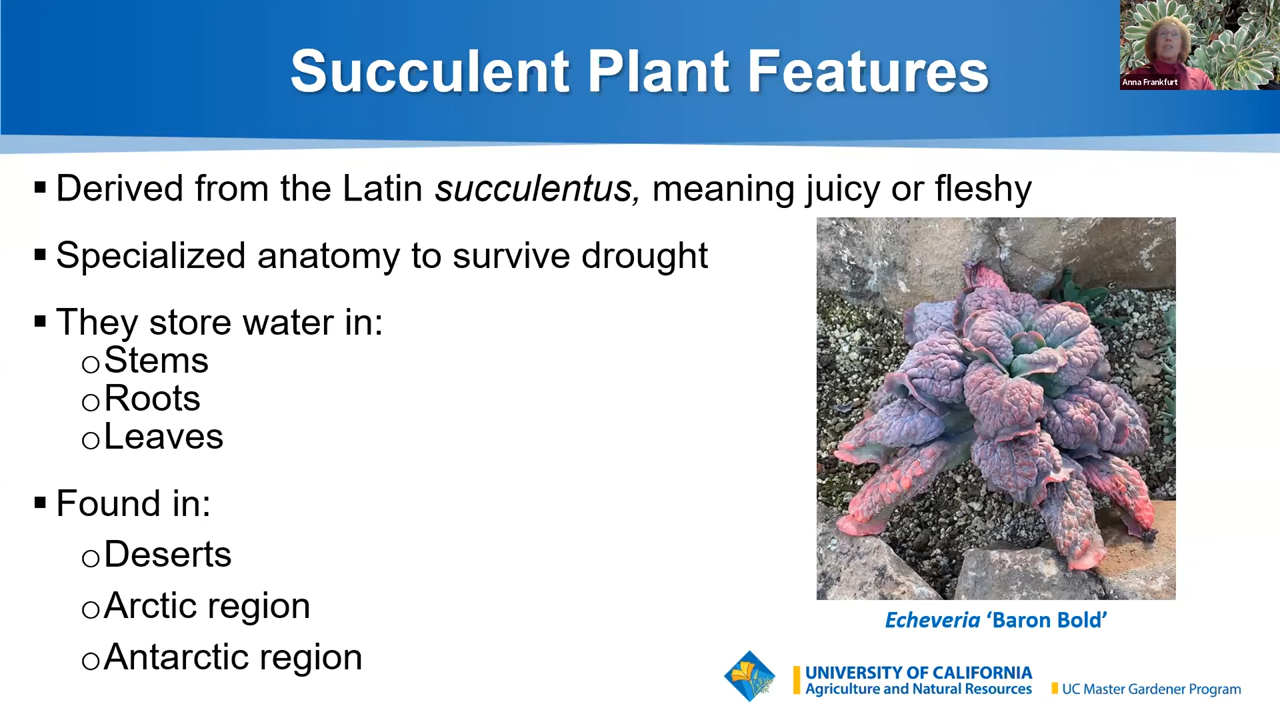 Succulent Plant Features
Anna Frankfurt
▪ Derived from the Latin succulentus, meaning juicy or fleshy
▪ Specialized anatomy to survive drought
▪ They store water in:
○ Stems
○ Roots
○ Leaves
▪ Found in:
○ Deserts
○ Arctic region
○ Antarctic region
Echeveria ‘Baron Bold’
UNIVERSITY OF CALIFORNIA
Agriculture and Natural Resources
UC Master Gardener Program